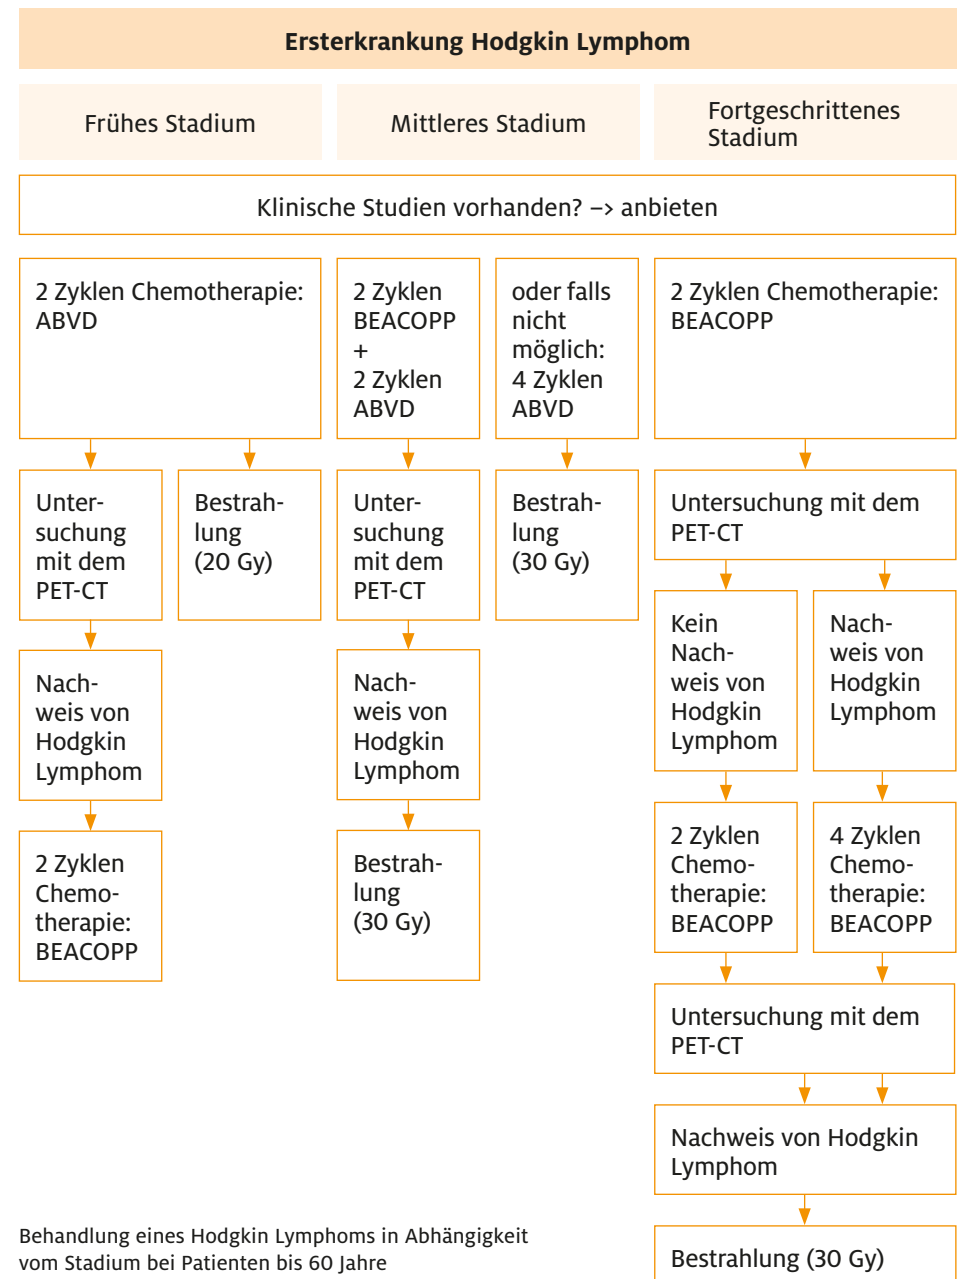 Ersterkrankung Hodgkin Lymphom
Frühes Stadium
Mittleres Stadium
Fortgeschrittenes
Stadium
Klinische Studien vorhanden? –> anbieten
2 Zyklen Chemotherapie:
ABVD
2 Zyklen
BEACOPP
+
2 Zyklen
ABVD
oder falls
nicht
möglich:
4 Zyklen
ABVD
2 Zyklen Chemotherapie:
BEACOPP
Unter-
suchung
mit dem
PET-CT
Bestrah-
lung
(20 Gy)
Unter-
suchung
mit dem
PET-CT
Bestrah-
lung
(30 Gy)
Untersuchung mit dem
PET-CT
Nach-
weis von
Hodgkin
Lymphom
Nach-
weis von
Hodgkin
Lymphom
Kein
Nach-
weis von
Hodgkin
Lymphom
Nach-
weis von
Hodgkin
Lymphom
2 Zyklen
Chemo-
therapie:
BEACOPP
Bestrah-
lung
(30 Gy)
2 Zyklen
Chemo-
therapie:
BEACOPP
4 Zyklen
Chemo-
therapie:
BEACOPP
Untersuchung mit dem
PET-CT
Nachweis von Hodgkin
Lymphom
Bestrahlung (30 Gy)
Behandlung eines Hodgkin Lymphoms in Abhängigkeit
vom Stadium bei Patienten bis 60 Jahre